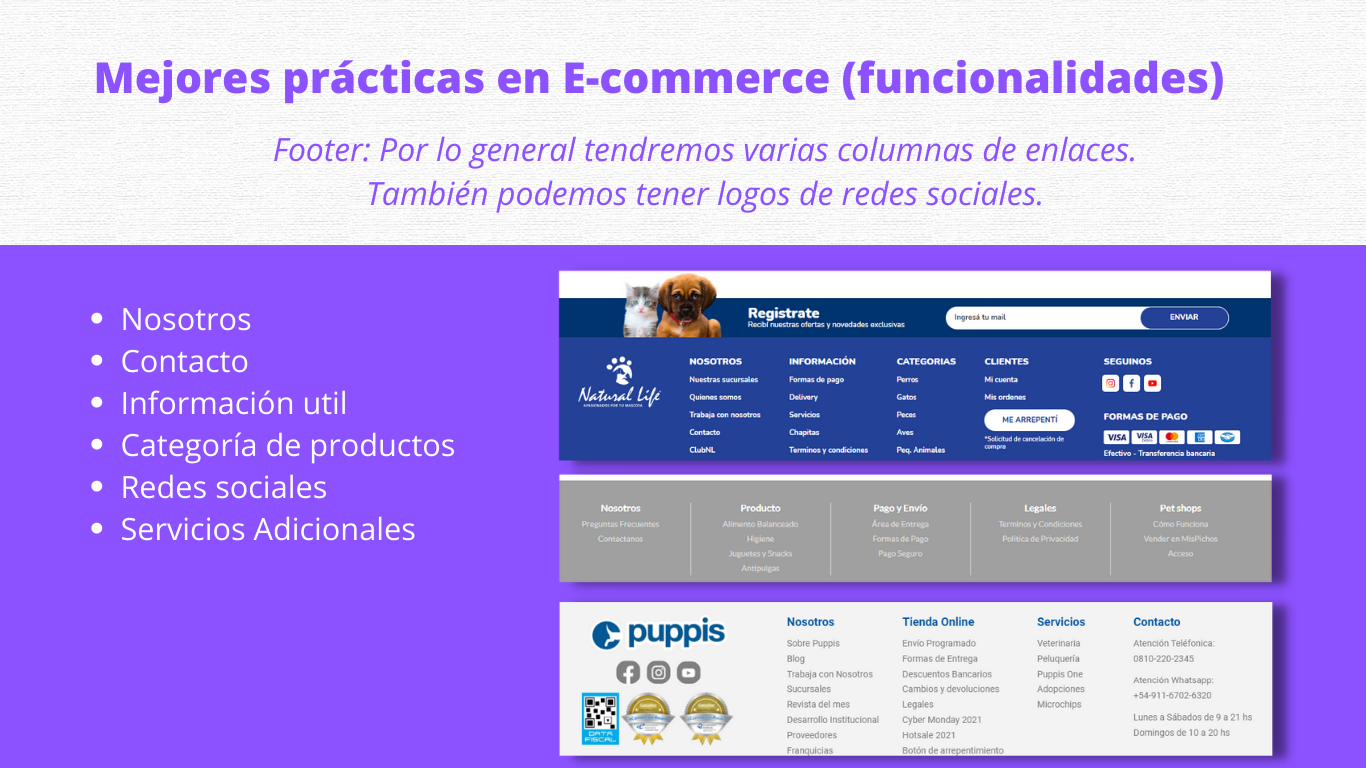 Mejores prácticas en E-commerce (funcionalidades)
Footer: Por lo general tendremos varias columnas de enlaces.
También podemos tener logos de redes sociales.
Nosotros
Contacto
Información util
Categoría de productos
Redes sociales
Servicios Adicionales
Registrate
Recibí nuestras ofertas y novedades exclusivas
Ingresá tu mail
ENVIAR
Natural Life
APASIONADOS POR TU MASCOTA
NOSOTROS
Nuestras sucursales
Quienes somos
Trabaja con nosotros
Contacto
ClubNL
INFORMACIÓN
Formas de pago
Delivery
Servicios
Chapitas
Terminos y condiciones
CATEGORIAS
Perros
Gatos
Peces
Aves
Peq. Animales
CLIENTES
Mi cuenta
Mis ordenes
ME ARREPENTÍ
*Solicitud de cancelación de
compra
SEGUINOS
FORMAS DE PAGO
VISA
VISA
Efectivo - Transferencia bancaria
Nosotros
Preguntas Frecuentes
Contactanos
Producto
Alimento Balanceado
Higiene
Juguetes y Snacks
Antipulgas
Pago y Envío
Área de Entrega
Formas de Pago
Pago Seguro
Legales
Terminos y Condiciones
Política de Privacidad
Pet shops
Cómo Funciona
Vender en MisPichos
Acceso
puppis
DATA
FISCAL
Nosotros
Sobre Puppis
Blog
Trabaja con Nosotros
Sucursales
Revista del mes
Desarrollo Institucional
Proveedores
Franquicias
Tienda Online
Envío Programado
Formas de Entrega
Descuentos Bancarios
Cambios y devoluciones
Legales
Cyber Monday 2021
Hotsale 2021
Botón de arrepentimiento
Servicios
Veterinaria
Peluquería
Puppis One
Adopciones
Microchips
Contacto
Atención Teléfonica:
0810-220-2345
Atención Whatsapp:
+54-911-6702-6320
Lunes a Sábados de 9 a 21 hs
Domingos de 10 a 20 hs